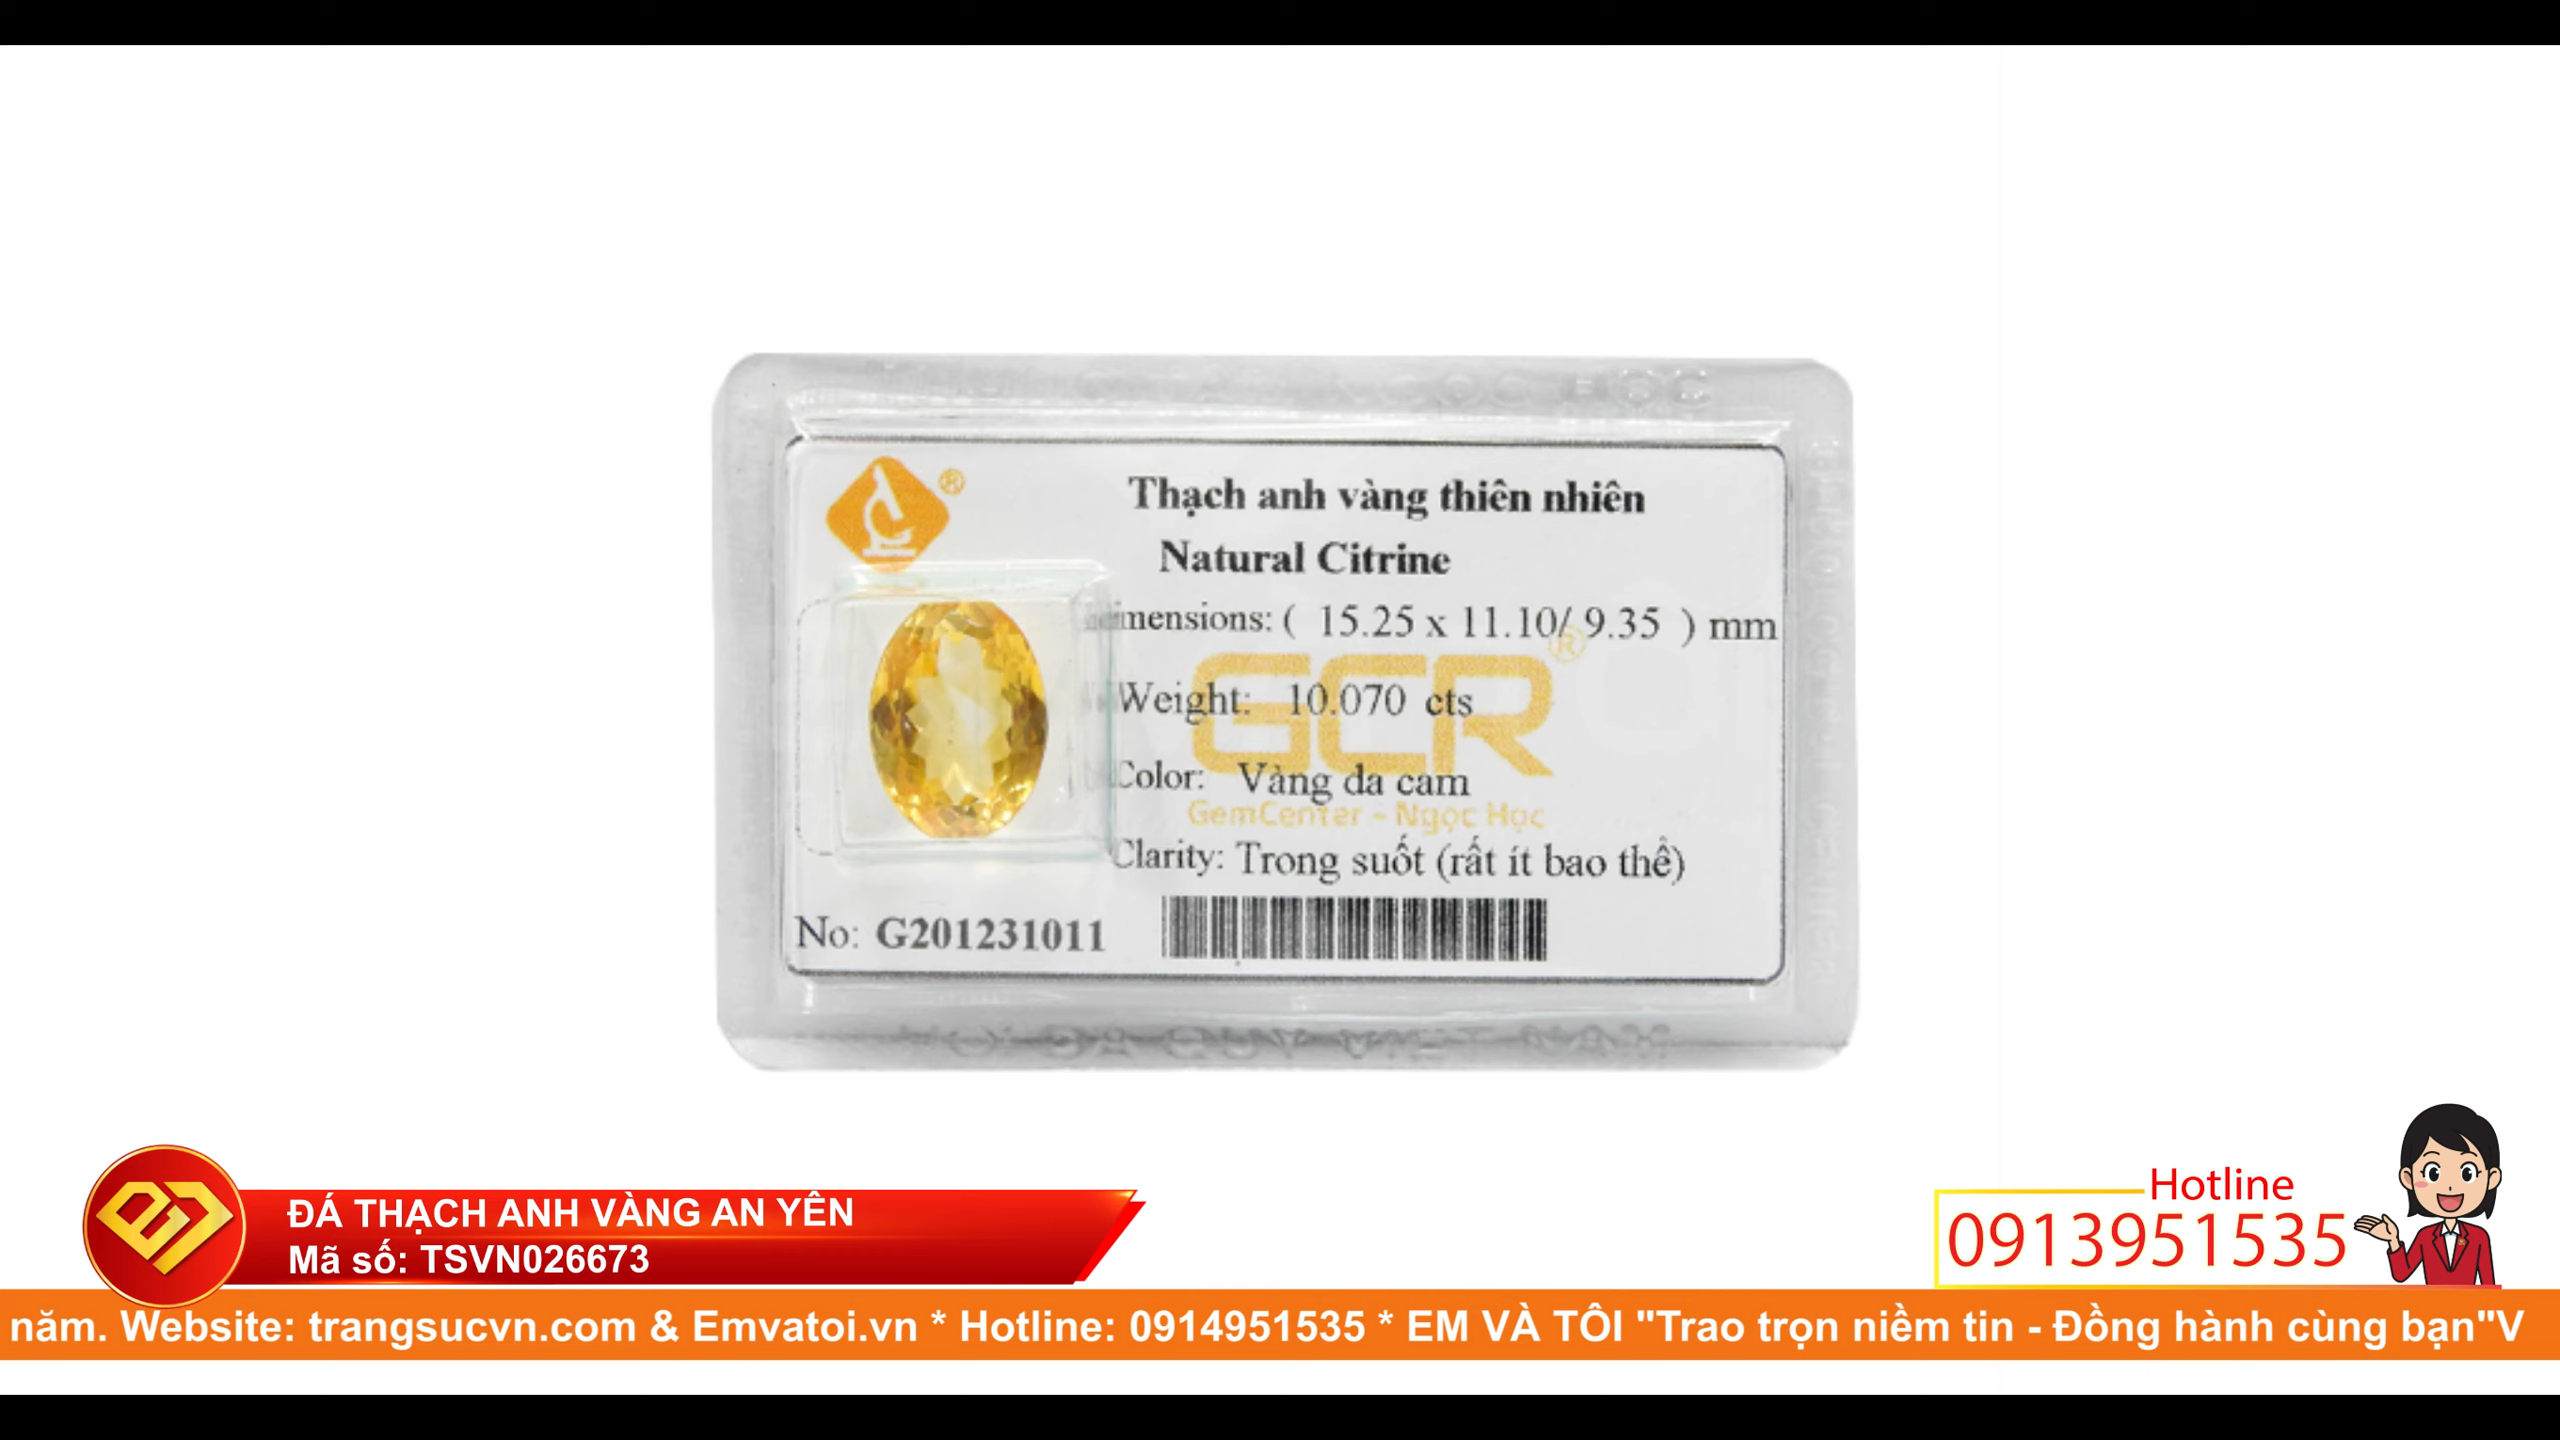 ®
Thạch anh vàng thiên nhiên
Natural Citrine
imensions: ( 15.25 x 11.10/ 9.35 ) mm
®
GCR
Weight: 10.070 cts
Color: Vàng da cam
GemCenter - Ngọc Học
Clarity: Trong suốt (rất ít bao thể)
No: G201231011
ĐÁ THẠCH ANH VÀNG AN YÊN
Mã số: TSVN026673
Hotline
0913951535
năm. Website: trangsucvn.com & Emvatoi.vn * Hotline: 0914951535 * EM VÀ TÔI "Trao trọn niềm tin - Đồng hành cùng bạn"V